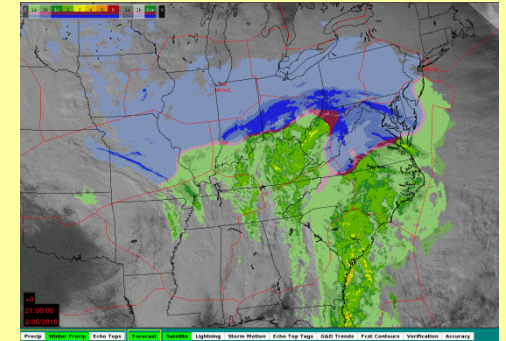 +0
21:00:00
2/05/2010
Precip Winter Precip Echo Tops Forecast Satellite Lightning Storm Motion Echo Top Tags G&D Trends Fcst Contours Verification Accuracy